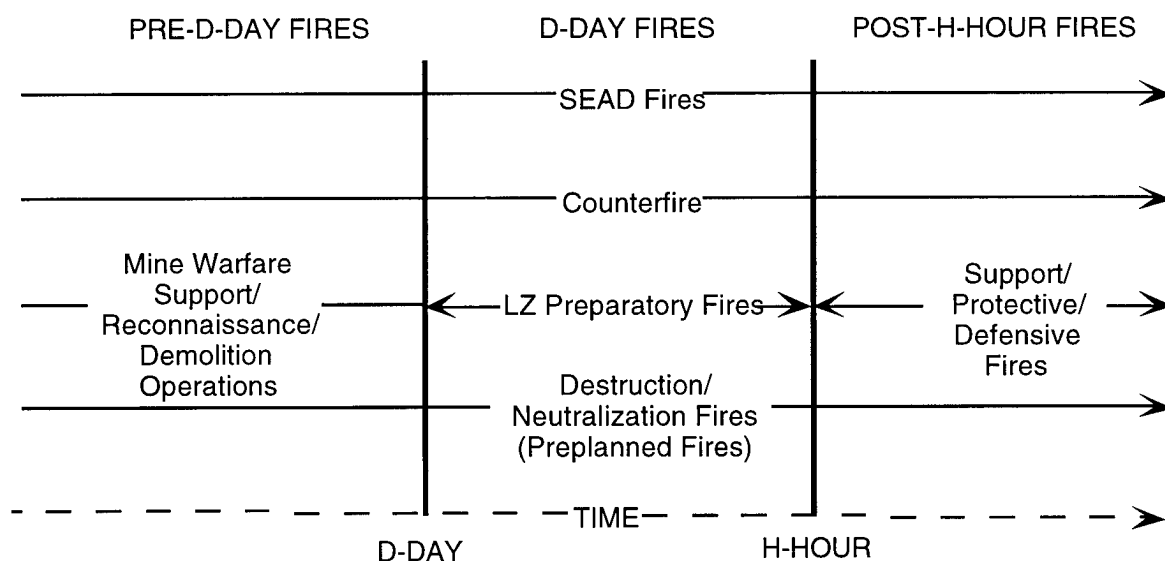 PRE-D-DAY FIRES
D-DAY FIRES
POST-H-HOUR FIRES
SEAD Fires
Counterfire
Mine Warfare
Support/
Reconnaissance/
Demolition
Operations
LZ Preparatory Fires
Support/
Protective/
Defensive
Fires
Destruction/
Neutralization Fires
(Preplanned Fires)
TIME
D-DAY
H-HOUR